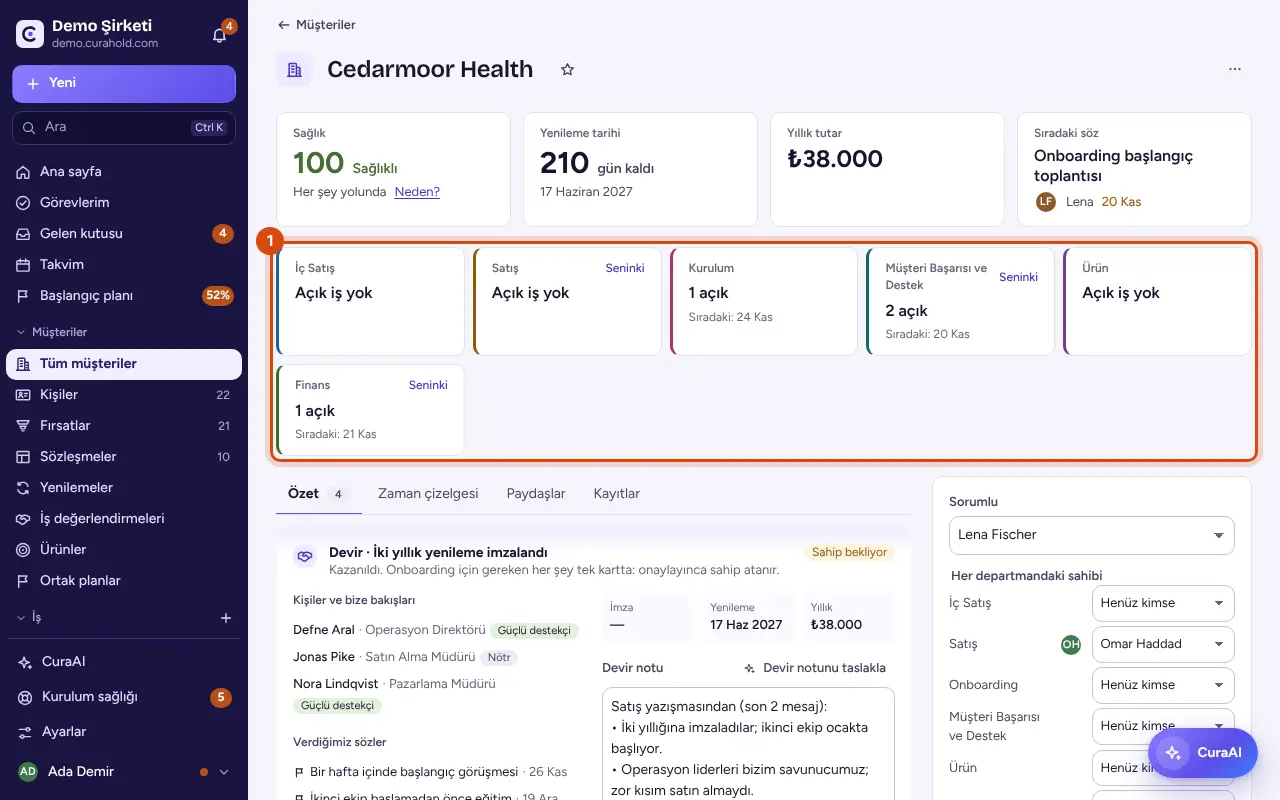 Demo Şirketi
demo.curahold.com
4
Yeni
Ara
Ctrl K
Ana sayfa
Görevlerim
Gelen kutusu
4
Takvim
Başlangıç planı
52%
Müşteriler
Tüm müşteriler
Kişiler
22
Fırsatlar
21
Sözleşmeler
10
Yenilemeler
İş değerlendirmeleri
Ürünler
Ortak planlar
İş
CuraAI
Kurulum sağlığı
5
Ayarlar
AD
Ada Demir
Müşteriler
Cedarmoor Health
Sağlık
100 Sağlıklı
Her şey yolunda Neden?
Yenileme tarihi
210 gün kaldı
17 Haziran 2027
Yıllık tutar
₺38.000
Sıradaki söz
Onboarding başlangıç
toplantısı
LF Lena 20 Kas
1
İç Satış
Açık iş yok
Satış
Seninki
Açık iş yok
Kurulum
1 açık
Sıradaki: 24 Kas
Müşteri Başarısı ve
Destek
Seninki
2 açık
Sıradaki: 20 Kas
Ürün
Açık iş yok
Finans
Seninki
1 açık
Sıradaki: 21 Kas
Özet 4
Zaman çizelgesi
Paydaşlar
Kayıtlar
Devir · İki yıllık yenileme imzalandı
Sahip bekliyor
Kazanıldı. Onboarding için gereken her şey tek kartta: onaylayınca sahip atanır.
Kişiler ve bize bakışları
Defne Aral · Operasyon Direktörü Güçlü destekçi
Jonas Pike · Satın Alma Müdürü Nötr
Nora Lindqvist · Pazarlama Müdürü
Güçlü destekçi
Verdiğimiz sözler
Bir hafta içinde başlangıç görüşmesi · 26 Kas
İkinci ekip başlamadan önce eğitim · 19 Ara
İmza
—
Yenileme
17 Haz 2027
Yıllık
₺38.000
Devir notu
Devir notunu taslakla
Satış yazışmasından (son 2 mesaj):
• İki yıllığına imzaladılar; ikinci ekip ocakta
başlıyor.
• Operasyon liderleri bizim savunucumuz;
zor kısım satın almaydı.
Sorumlu
Lena Fischer
Her departmandaki sahibi
İç Satış
Henüz kimse
Satış
OH
Omar Haddad
Onboarding
Henüz kimse
Müşteri Başarısı
ve Destek
Henüz kimse
Ürün
CuraAI